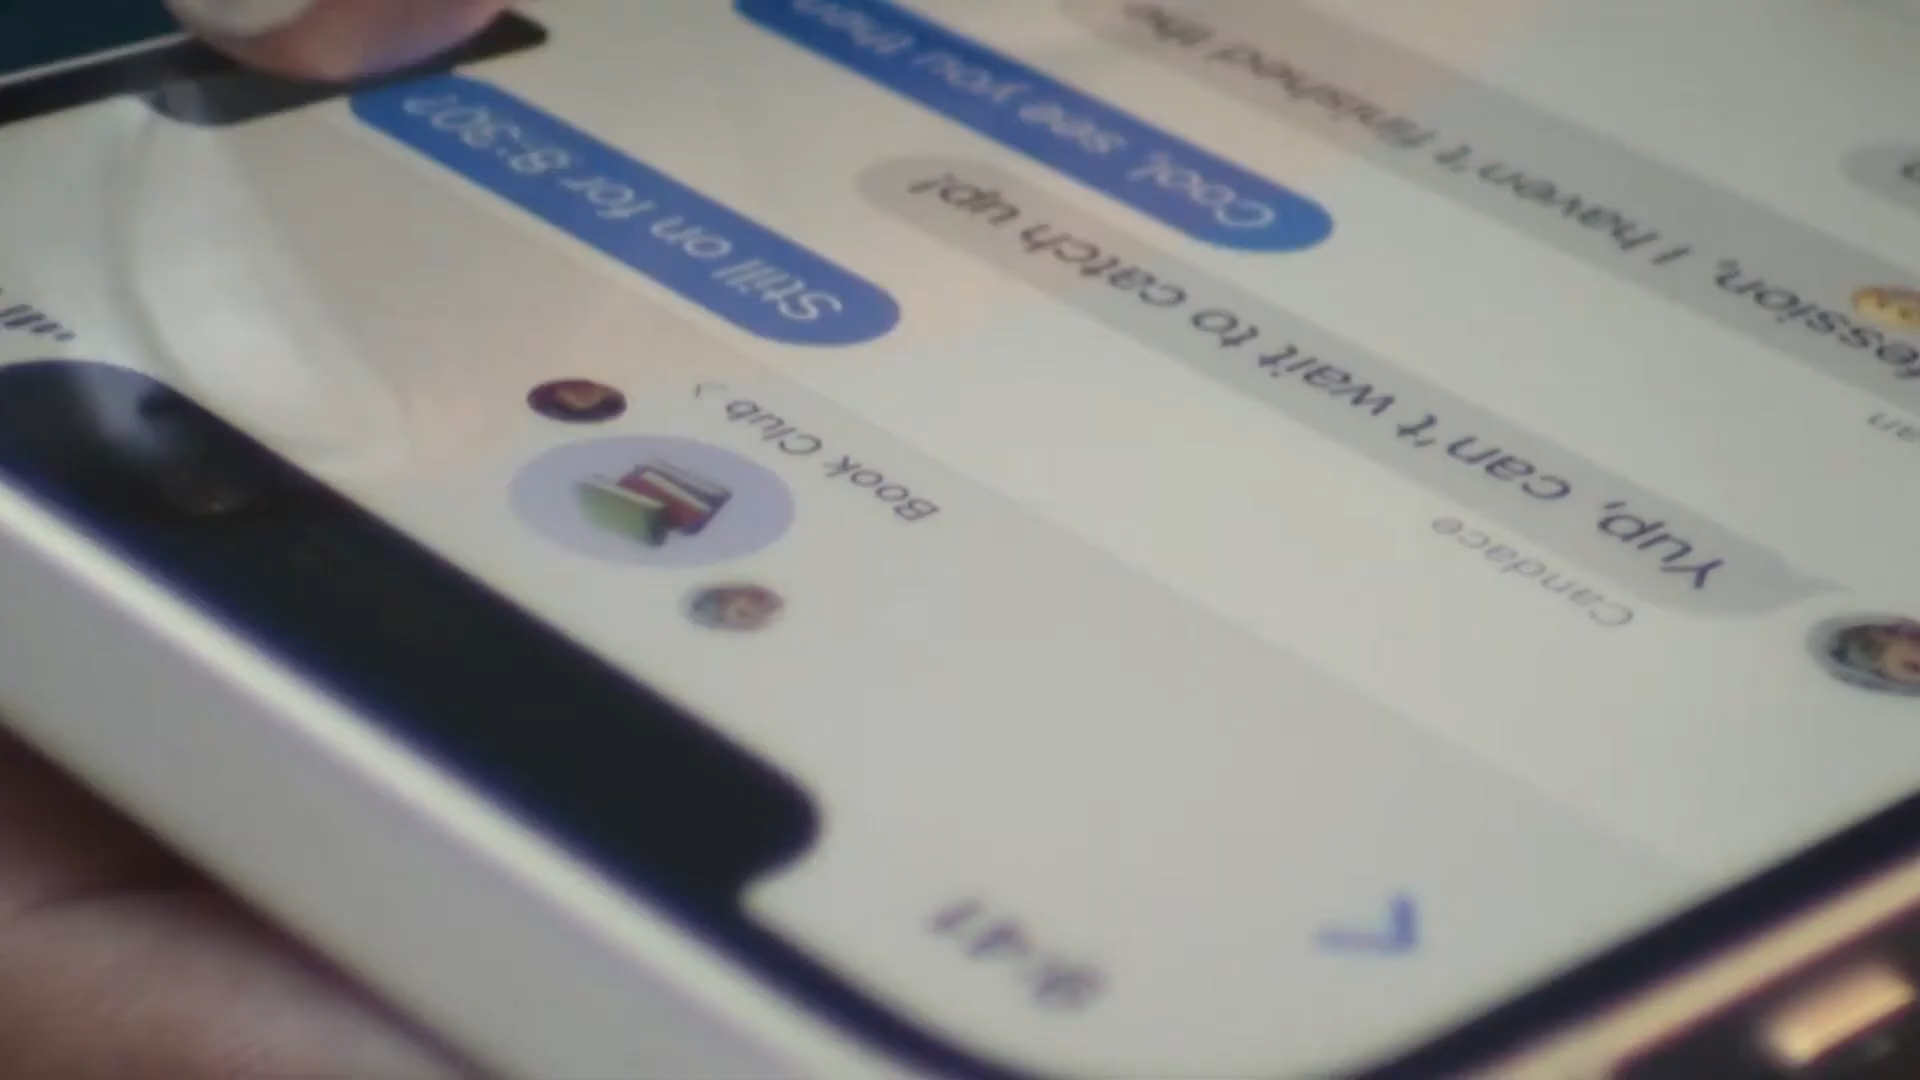 9:41
Book Club >
Still on for 8:30?
Candace
Yup, can't wait to catch up!
Cool, see you then
an
fession, I haven't finished the